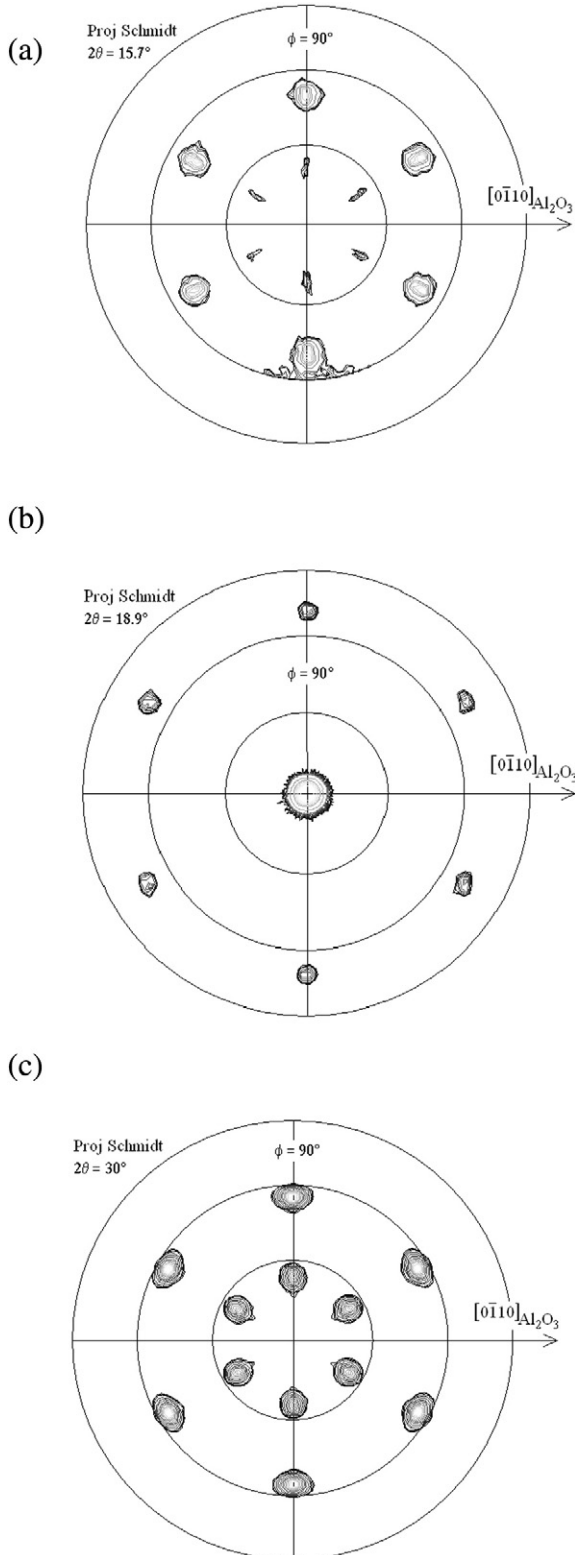 (a)
Proj Schmidt
2θ = 15.7°
ϕ = 90°
[01̄10]Al₂O₃
(b)
Proj Schmidt
2θ = 18.9°
ϕ = 90°
[01̄10]Al₂O₃
(c)
Proj Schmidt
2θ = 30°
ϕ = 90°
[01̄10]Al₂O₃